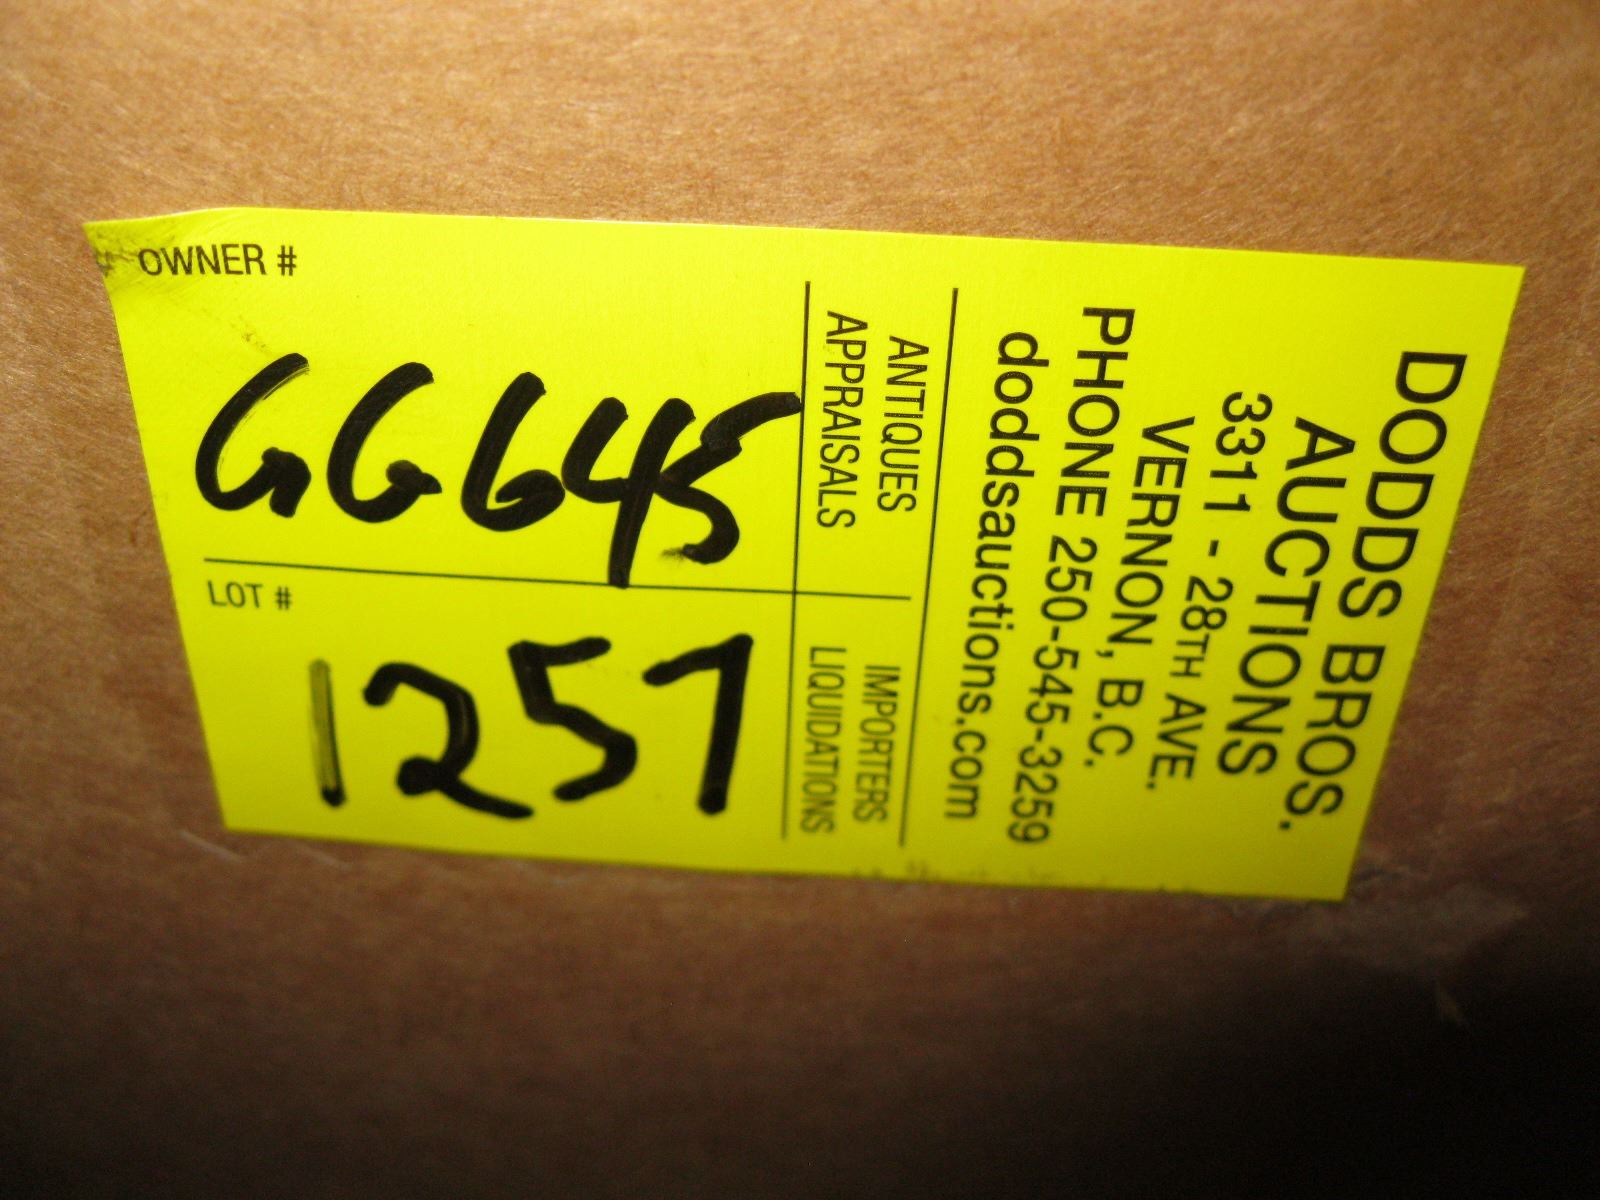 DODDS BROS.
AUCTIONS
3311 - 28TH AVE.
VERNON, B.C.
PHONE 250-545-3259
doddsauctions.com
ANTIQUES
APPRAISALS
IMPORTERS
LIQUIDATIONS
OWNER #
GG645
LOT #
1257